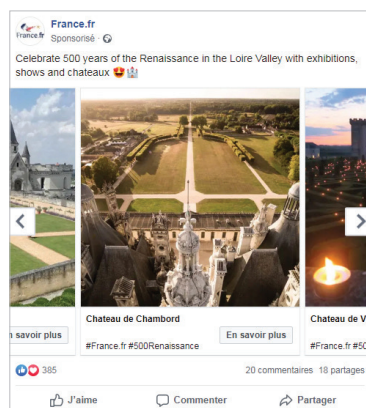 France.fr
France.fr
Sponsorisé
Celebrate 500 years of the Renaissance in the Loire Valley with exhibitions,
shows and chateaux
Chateau de Chambord
Chateau de V
savoir plus
En savoir plus
#France.fr #500Renaissance
#France.fr #50
385
20 commentaires 18 partages
J'aime
Commenter
Partager